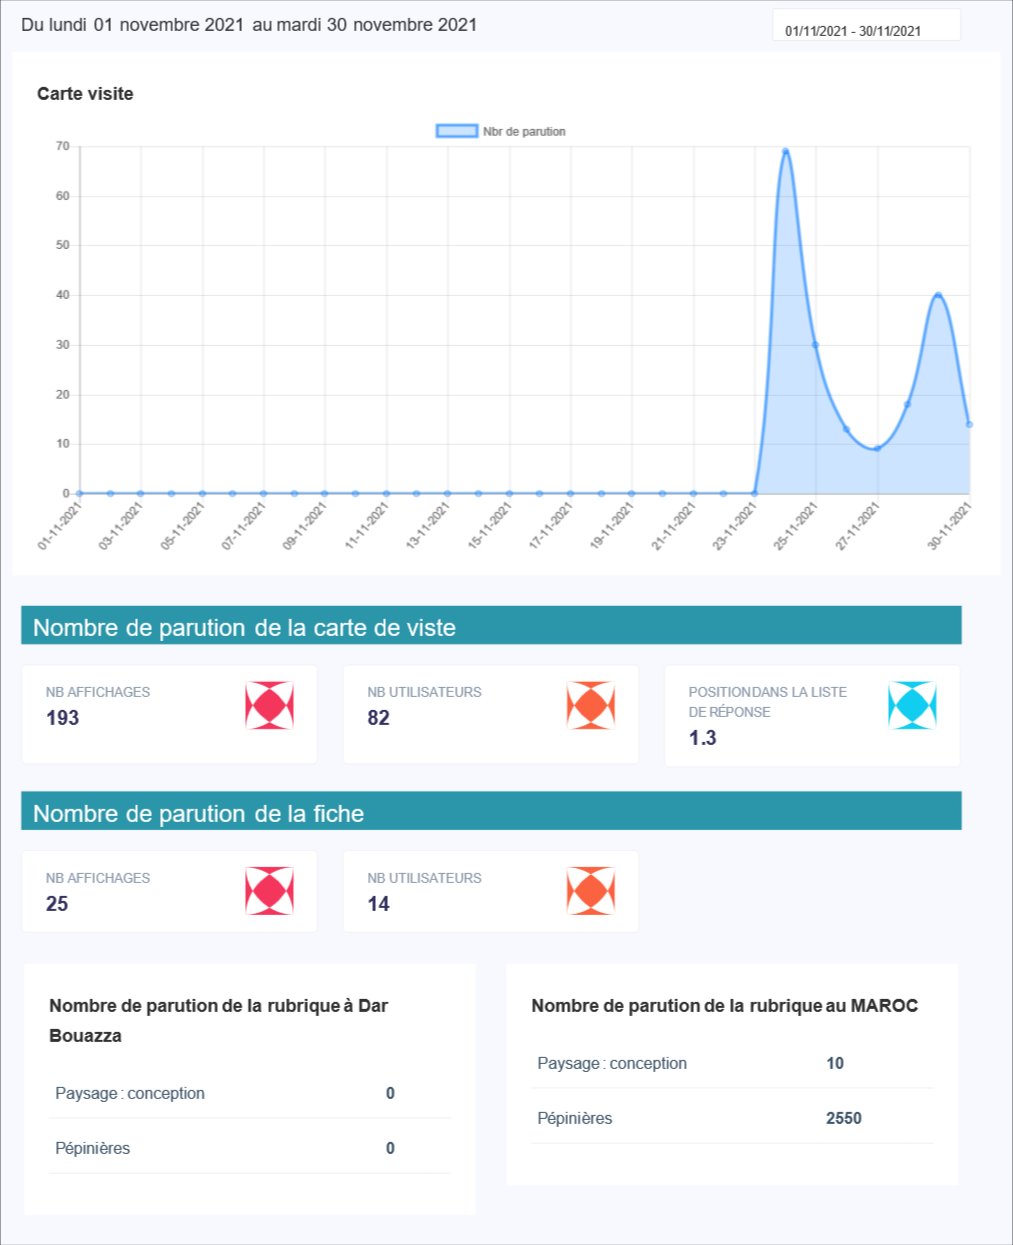 Du lundi 01 novembre 2021 au mardi 30 novembre 2021
01/11/2021 - 30/11/2021
Carte visite
Nbr de parution
70
60
50
40
30
20
10
0
01-11-2021
03-11-2021
05-11-2021
07-11-2021
09-11-2021
11-11-2021
13-11-2021
15-11-2021
17-11-2021
19-11-2021
21-11-2021
23-11-2021
25-11-2021
27-11-2021
30-11-2021
Nombre de parution de la carte de viste
NB AFFICHAGES
193
NB UTILISATEURS
82
POSITIONDANS LA LISTE
DE RÉPONSE
1.3
Nombre de parution de la fiche
NB AFFICHAGES
25
NB UTILISATEURS
14
Nombre de parution de la rubrique à Dar
Bouazza
Paysage : conception 0
Pépinières 0
Nombre de parution de la rubrique au MAROC
Paysage : conception 10
Pépinières 2550